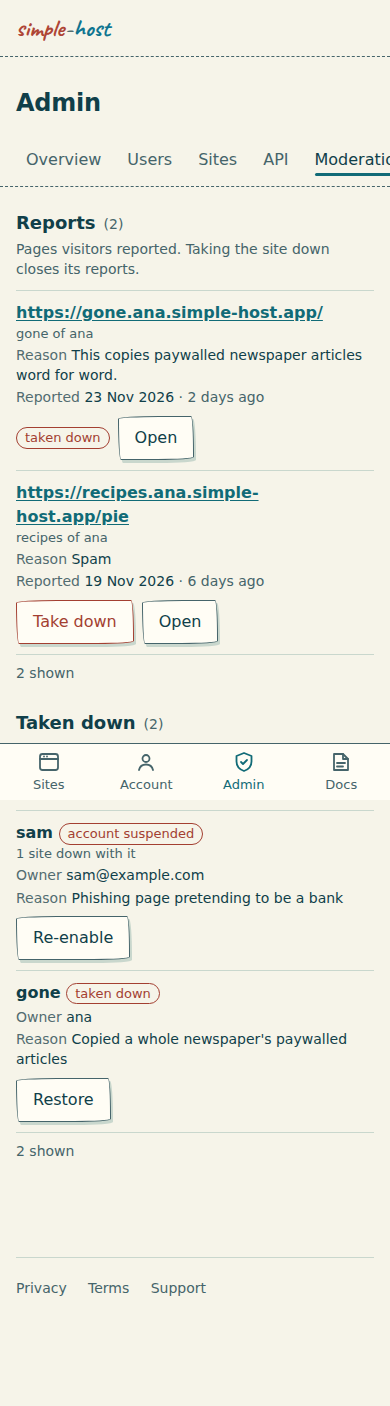 simple-host
Admin
Overview Users Sites API Moderatio
Reports (2)
Pages visitors reported. Taking the site down
closes its reports.
https://gone.ana.simple-host.app/
gone of ana
Reason This copies paywalled newspaper articles
word for word.
Reported 23 Nov 2026 · 2 days ago
taken down Open
https://recipes.ana.simple-
host.app/pie
recipes of ana
Reason Spam
Reported 19 Nov 2026 · 6 days ago
Take down Open
2 shown
Taken down (2)
Sites Account Admin Docs
sam account suspended
1 site down with it
Owner sam@example.com
Reason Phishing page pretending to be a bank
Re-enable
gone taken down
Owner ana
Reason Copied a whole newspaper's paywalled
articles
Restore
2 shown
Privacy Terms Support